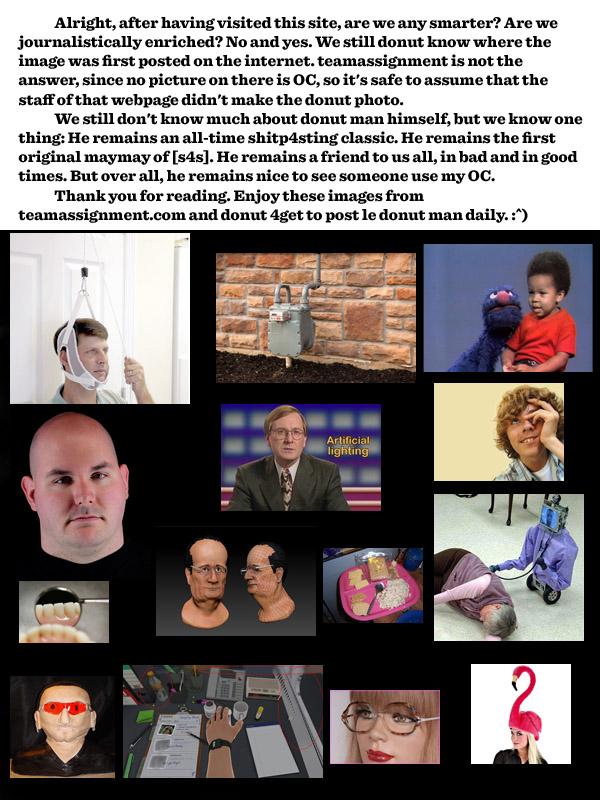 Alright, after having visited this site, are we any smarter? Are we
journalistically enriched? No and yes. We still donut know where the
image was first posted on the internet. teamassignment is not the
answer, since no picture on there is OC, so it's safe to assume that the
staff of that webpage didn't make the donut photo.
We still don't know much about donut man himself, but we know one
thing: He remains an all-time shitp4sting classic. He remains the first
original maymay of [s4s]. He remains a friend to us all, in bad and in good
times. But over all, he remains nice to see someone use my OC.
Thank you for reading. Enjoy these images from
teamassignment.com and donut 4get to post le donut man daily. :^)
Artificial
lighting